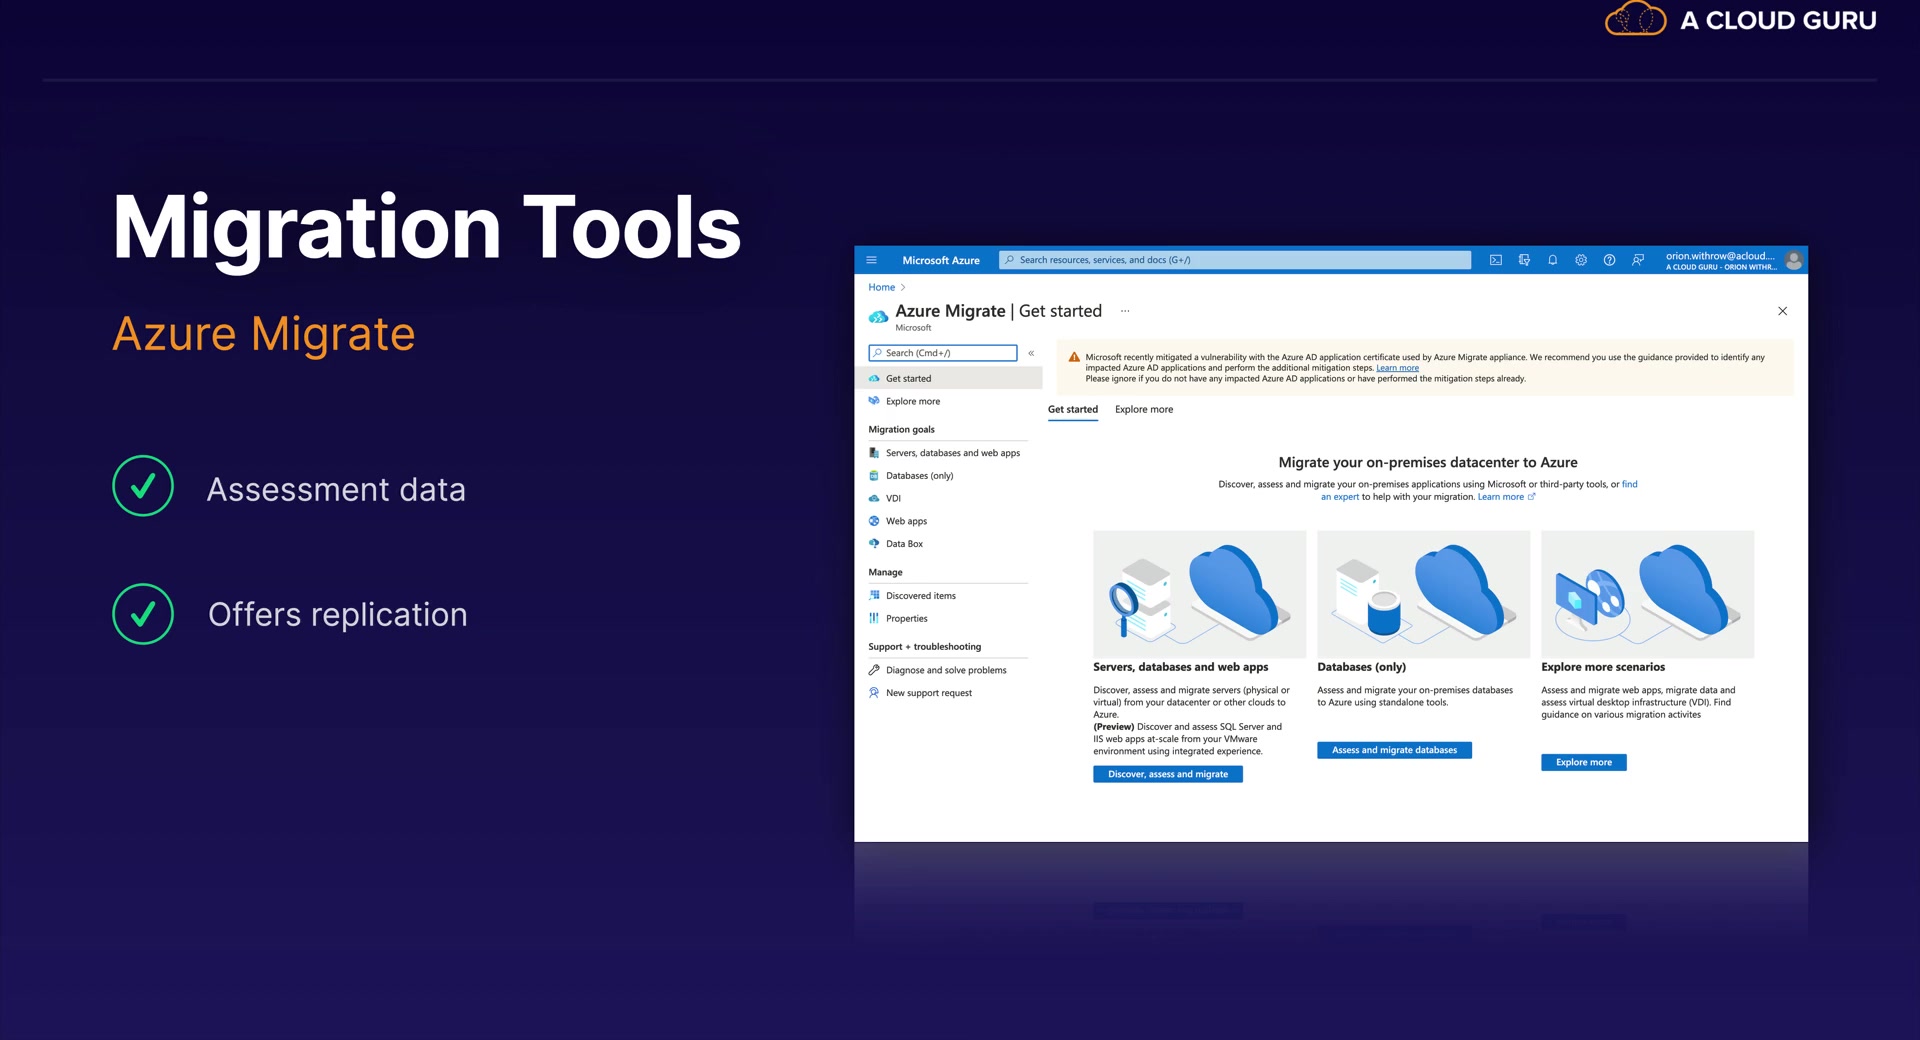 A CLOUD GURU
Migration Tools
Azure Migrate
Assessment data
Offers replication
Microsoft Azure
Search resources, services, and docs (G+/)
orion.withrow@acloud....
A CLOUD GURU - ORION WITHR...
Home
Azure Migrate | Get started ...
Microsoft
Search (Cmd+/)
«
Get started
Explore more
Migration goals
Servers, databases and web apps
Databases (only)
VDI
Web apps
Data Box
Manage
Discovered items
Properties
Support + troubleshooting
Diagnose and solve problems
New support request
Microsoft recently mitigated a vulnerability with the Azure AD application certificate used by Azure Migrate appliance. We recommend you use the guidance provided to identify any
impacted Azure AD applications and perform the additional mitigation steps. Learn more
Please ignore if you do not have any impacted Azure AD applications or have performed the mitigation steps already.
Get started
Explore more
Migrate your on-premises datacenter to Azure
Discover, assess and migrate your on-premises applications using Microsoft or third-party tools, or find
an expert to help with your migration. Learn more
Servers, databases and web apps
Discover, assess and migrate servers (physical or
virtual) from your datacenter or other clouds to
Azure.
(Preview) Discover and assess SQL Server and
IIS web apps at-scale from your VMware
environment using integrated experience.
Discover, assess and migrate
Databases (only)
Assess and migrate your on-premises databases
to Azure using standalone tools.
Assess and migrate databases
Explore more scenarios
Assess and migrate web apps, migrate data and
assess virtual desktop infrastructure (VDI). Find
guidance on various migration activites
Explore more